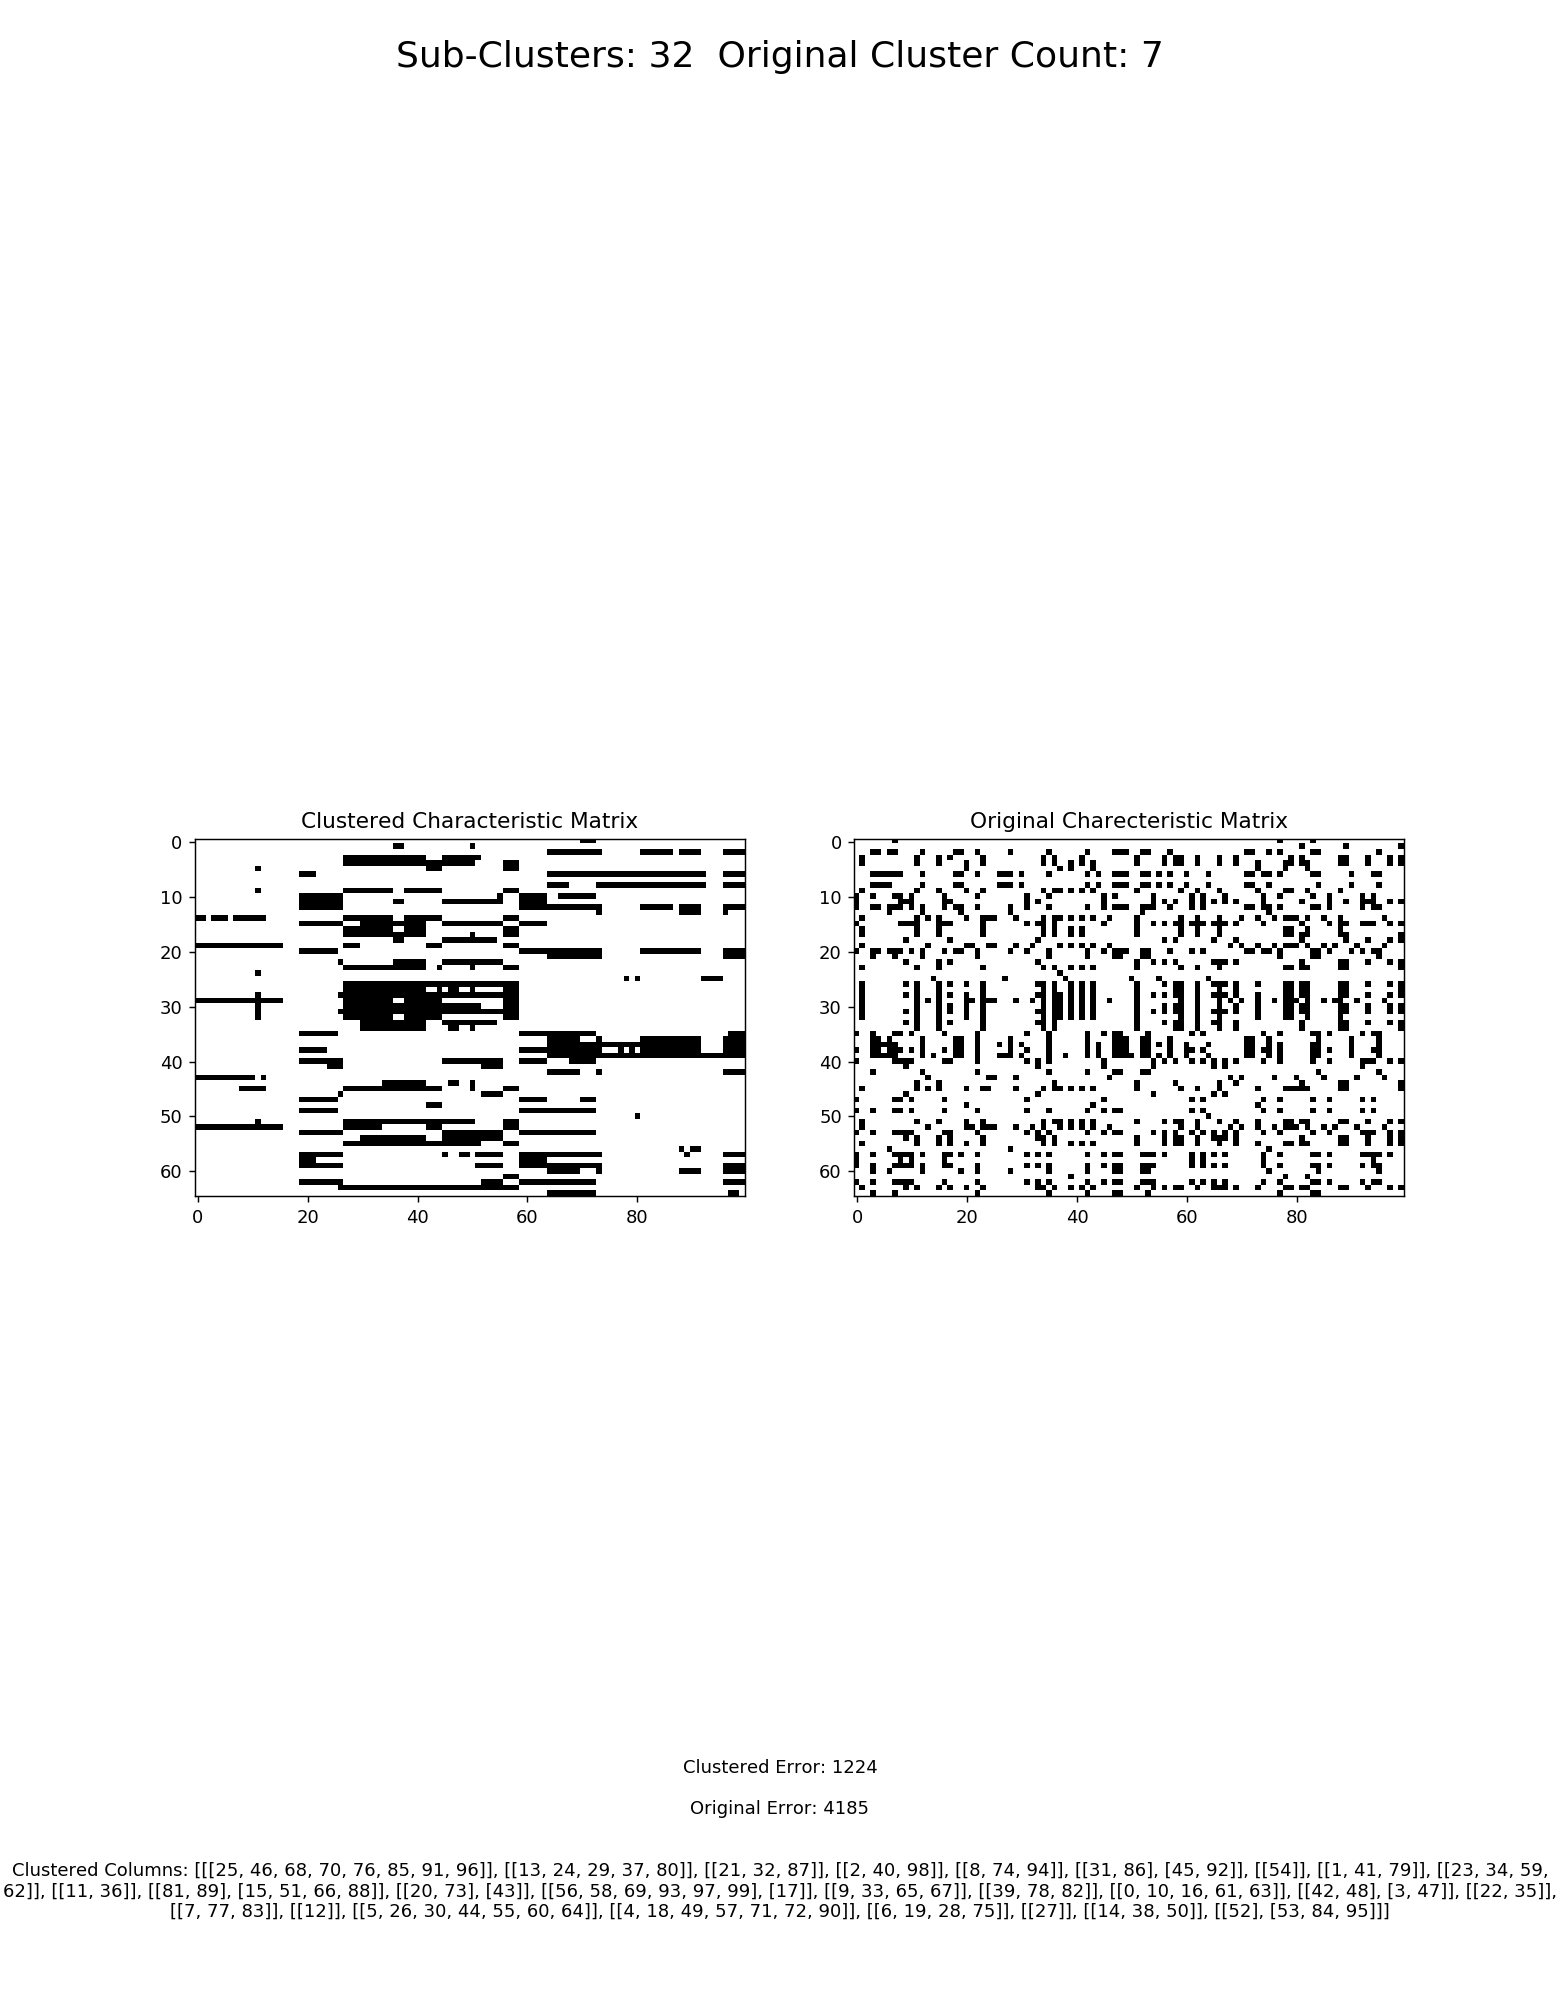 Sub-Clusters: 32  Original Cluster Count: 7
Clustered Characteristic Matrix
0
10
20
30
40
50
60
0 20 40 60 80
Original Charecteristic Matrix
0
10
20
30
40
50
60
0 20 40 60 80
Clustered Error: 1224
Original Error: 4185
Clustered Columns: [[[25, 46, 68, 70, 76, 85, 91, 96]], [[13, 24, 29, 37, 80]], [[21, 32, 87]], [[2, 40, 98]], [[8, 74, 94]], [[31, 86], [45, 92]], [[54]], [[1, 41, 79]], [[23, 34, 59,
62]], [[11, 36]], [[81, 89], [15, 51, 66, 88]], [[20, 73], [43]], [[56, 58, 69, 93, 97, 99], [17]], [[9, 33, 65, 67]], [[39, 78, 82]], [[0, 10, 16, 61, 63]], [[42, 48], [3, 47]], [[22, 35]],
[[7, 77, 83]], [[12]], [[5, 26, 30, 44, 55, 60, 64]], [[4, 18, 49, 57, 71, 72, 90]], [[6, 19, 28, 75]], [[27]], [[14, 38, 50]], [[52], [53, 84, 95]]]